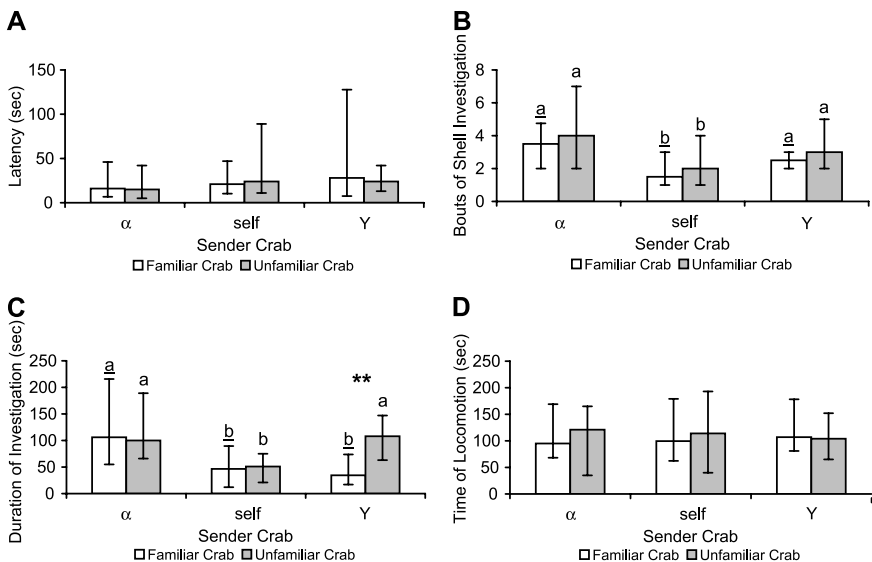 A
Latency (sec)
150
100
50
0
α self Y
Sender Crab
Familiar Crab Unfamiliar Crab
B
Bouts of Shell Investigation
8
6
4
2
0
a a b b a a
α self Y
Sender Crab
Familiar Crab Unfamiliar Crab
C
Duration of Investigation (sec)
250
200
150
100
50
0
a a b b b ** a
α self Y
Sender Crab
Familiar Crab Unfamiliar Crab
D
Time of Locomotion (sec)
250
200
150
100
50
0
α self Y
Sender Crab
Familiar Crab Unfamiliar Crab